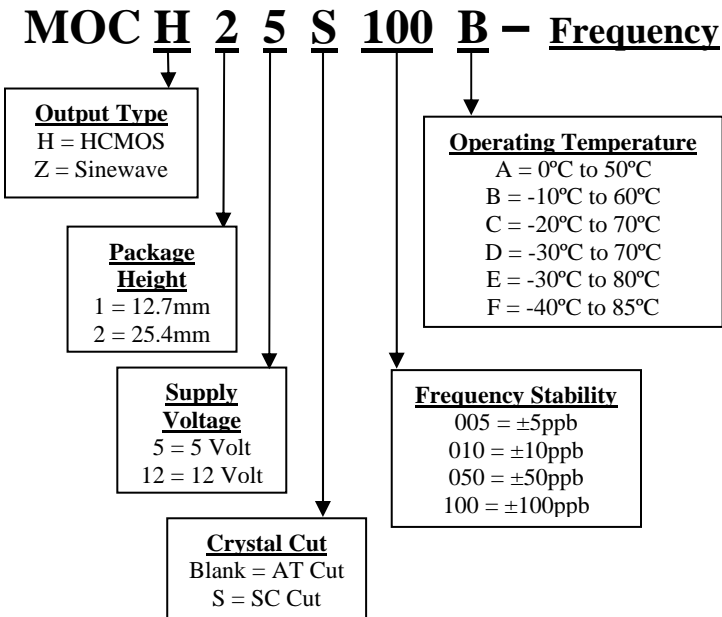 MOC H 2 5 S 100 B – Frequency
Output Type
H = HCMOS
Z = Sinewave
Package
Height
1 = 12.7mm
2 = 25.4mm
Supply
Voltage
5 = 5 Volt
12 = 12 Volt
Crystal Cut
Blank = AT Cut
S = SC Cut
Operating Temperature
A = 0ºC to 50ºC
B = -10ºC to 60ºC
C = -20ºC to 70ºC
D = -30ºC to 70ºC
E = -30ºC to 80ºC
F = -40ºC to 85ºC
Frequency Stability
005 = ±5ppb
010 = ±10ppb
050 = ±50ppb
100 = ±100ppb